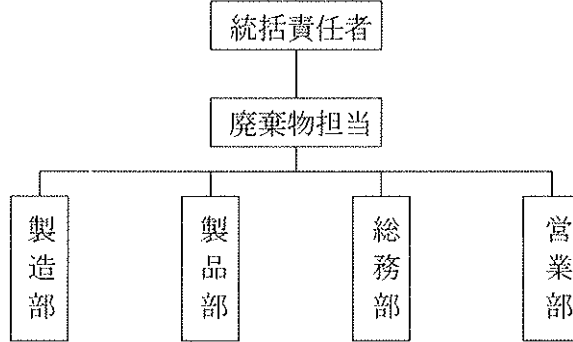 統括責任者
廃棄物担当
製造部
製品部
総務部
営業部